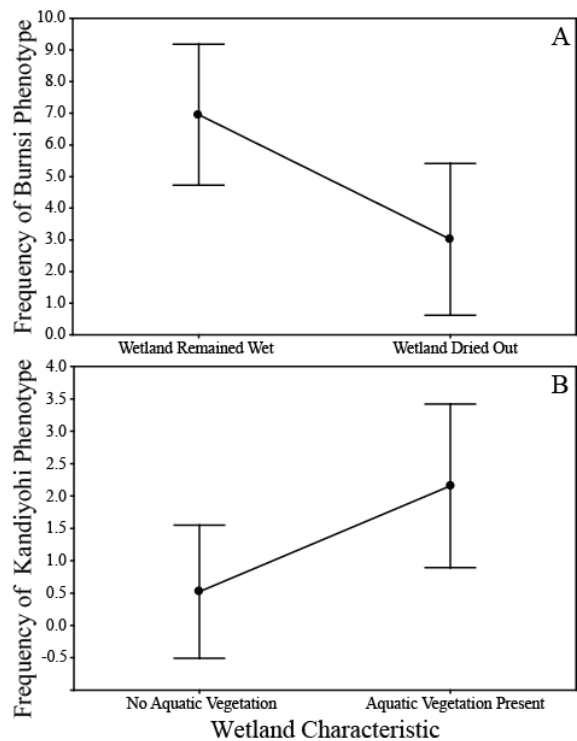 A
Frequency of Burnsi Phenotype
10.0
9.0
8.0
7.0
6.0
5.0
4.0
3.0
2.0
1.0
0.0
Wetland Remained Wet
Wetland Dried Out
B
Frequency of Kandiyohi Phenotype
4.0
3.5
3.0
2.5
2.0
1.5
1.0
0.5
0.0
-0.5
No Aquatic Vegetation
Aquatic Vegetation Present
Wetland Characteristic